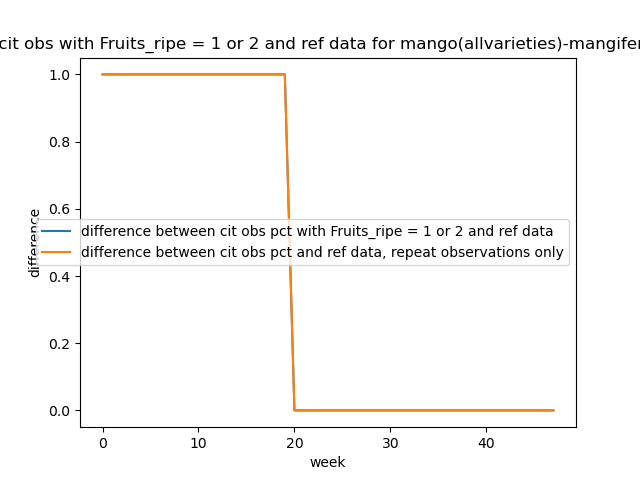 cit obs with Fruits_ripe = 1 or 2 and ref data for mango(allvarieties)-mangifer
1.0
0.8
0.6
0.4
0.2
0.0
difference
difference between cit obs pct with Fruits_ripe = 1 or 2 and ref data
difference between cit obs pct and ref data, repeat observations only
0
10
20
30
40
week